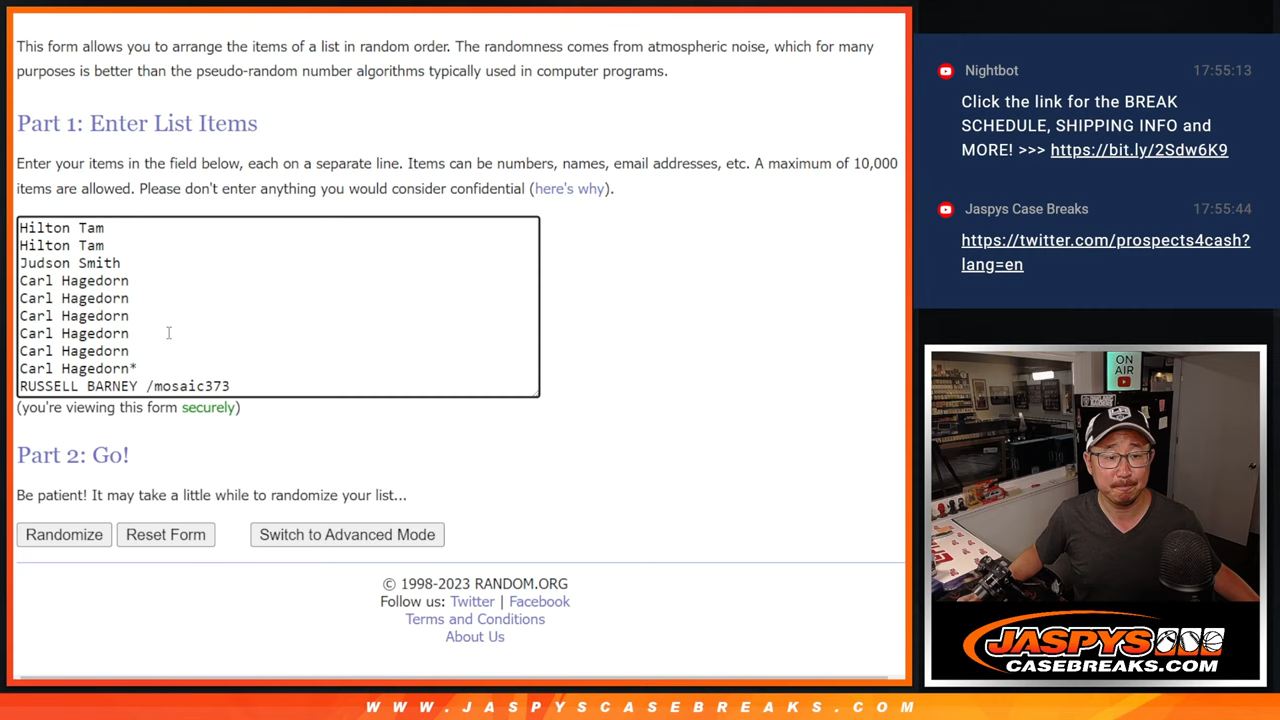 This form allows you to arrange the items of a list in random order. The randomness comes from atmospheric noise, which for many
purposes is better than the pseudo-random number algorithms typically used in computer programs.
Part 1: Enter List Items
Enter your items in the field below, each on a separate line. Items can be numbers, names, email addresses, etc. A maximum of 10,000
items are allowed. Please don't enter anything you would consider confidential (here's why).
Hilton Tam
Hilton Tam
Judson Smith
Carl Hagedorn
Carl Hagedorn
Carl Hagedorn
Carl Hagedorn
Carl Hagedorn
Carl Hagedorn*
RUSSELL BARNEY /mosaic373
(you're viewing this form securely)
Part 2: Go!
Be patient! It may take a little while to randomize your list...
Randomize
Reset Form
Switch to Advanced Mode
© 1998-2023 RANDOM.ORG
Follow us: Twitter | Facebook
Terms and Conditions
About Us
Nightbot 17:55:13
Click the link for the BREAK
SCHEDULE, SHIPPING INFO and
MORE! >>> https://bit.ly/2Sdw6K9
Jaspys Case Breaks 17:55:44
https://twitter.com/prospects4cash?
lang=en
ON
AIR
JASPYS
CASEBREAKS.COM
WWW.JASPYSCASEBREAKS.COM